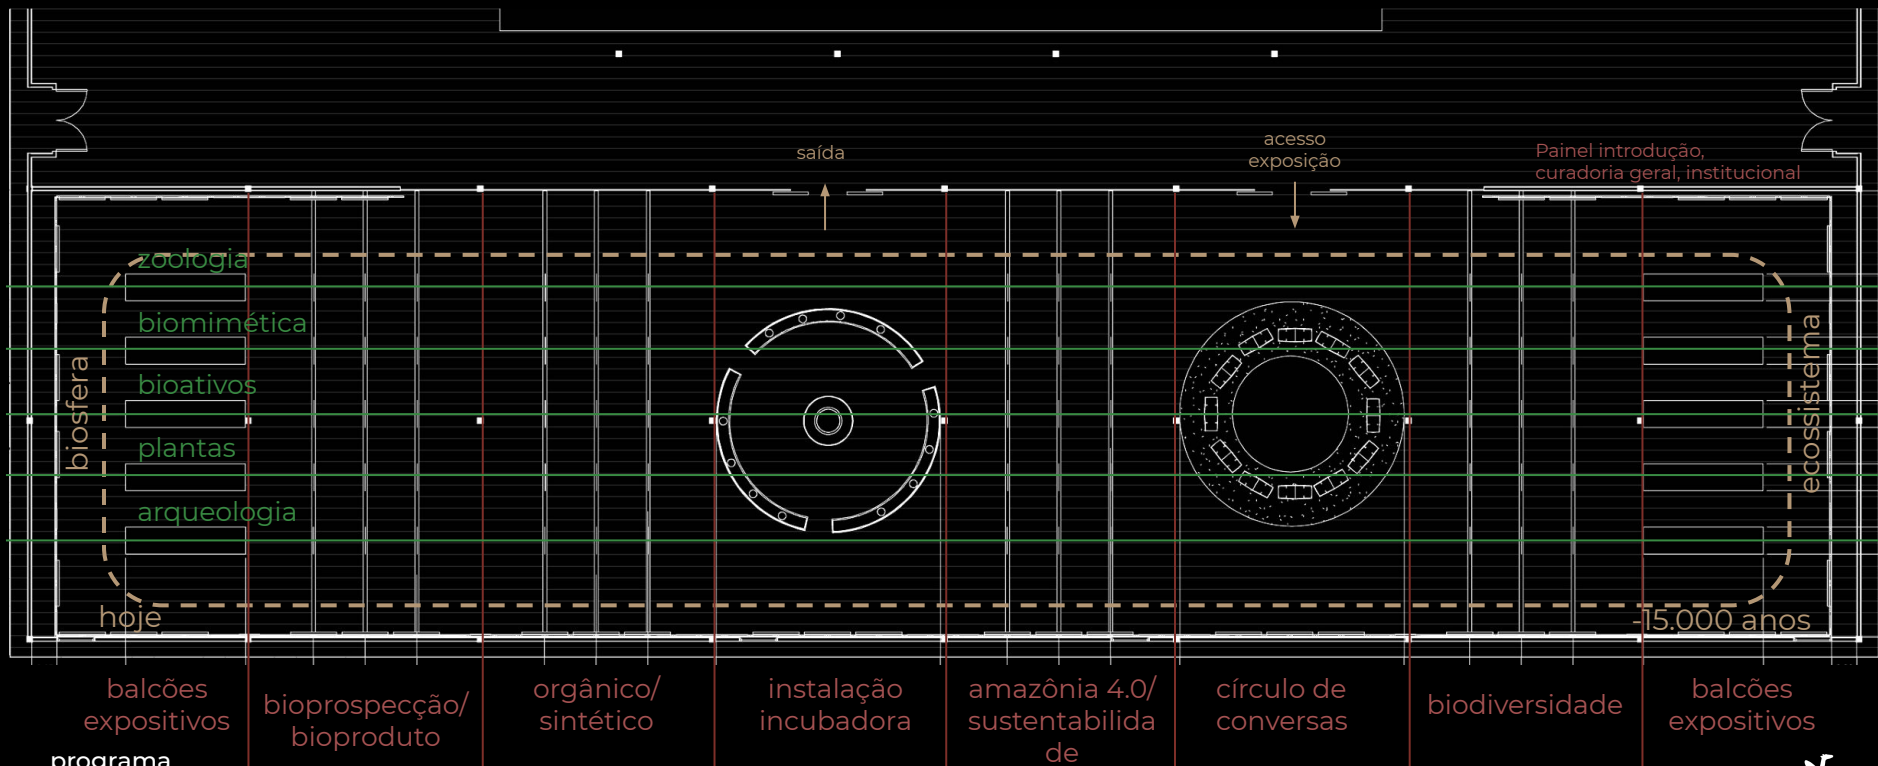 saída
acesso
exposição
Painel introdução,
curadoria geral, institucional
zoologia
biomimética
bioativos
plantas
arqueologia
biosfera
ecossistema
hoje
-15.000 anos
balcões
expositivos
bioprospecção/
bioproduto
orgânico/
sintético
instalação
incubadora
amazônia 4.0/
sustentabilida
de
círculo de
conversas
biodiversidade
balcões
expositivos
programa